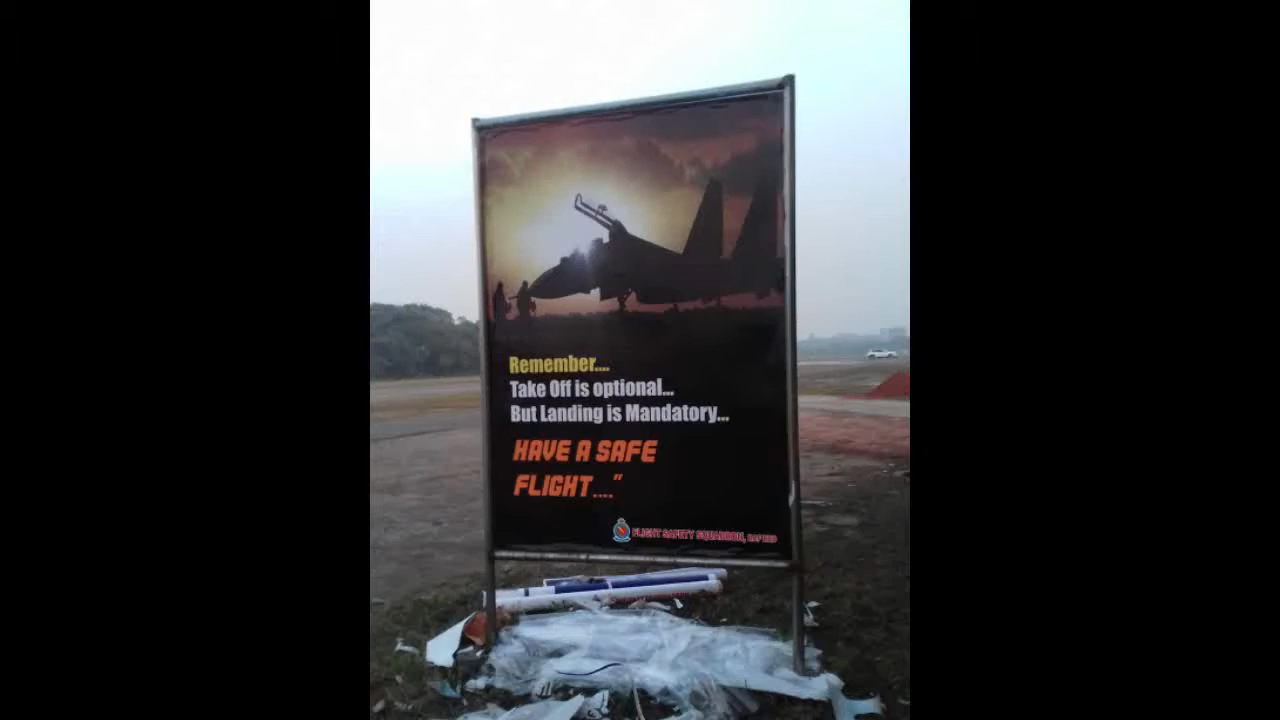 Remember....
Take Off is optional...
But Landing is Mandatory...
HAVE A SAFE
FLIGHT...."
FLIGHT SAFETY SQUADRON,